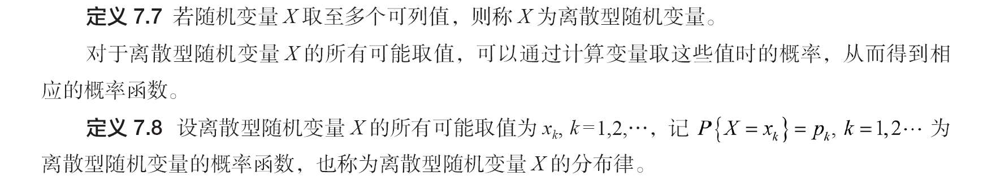 定义 7.7 若随机变量 X 取至多个可列值，则称 X 为离散型随机变量。
对于离散型随机变量 X 的所有可能取值，可以通过计算变量取这些值时的概率，从而得到相
应的概率函数。
定义 7.8 设离散型随机变量 X 的所有可能取值为 xₖ, k=1,2,⋯，记 P{X = xₖ} = pₖ, k = 1, 2⋯ 为
离散型随机变量的概率函数，也称为离散型随机变量 X 的分布律。